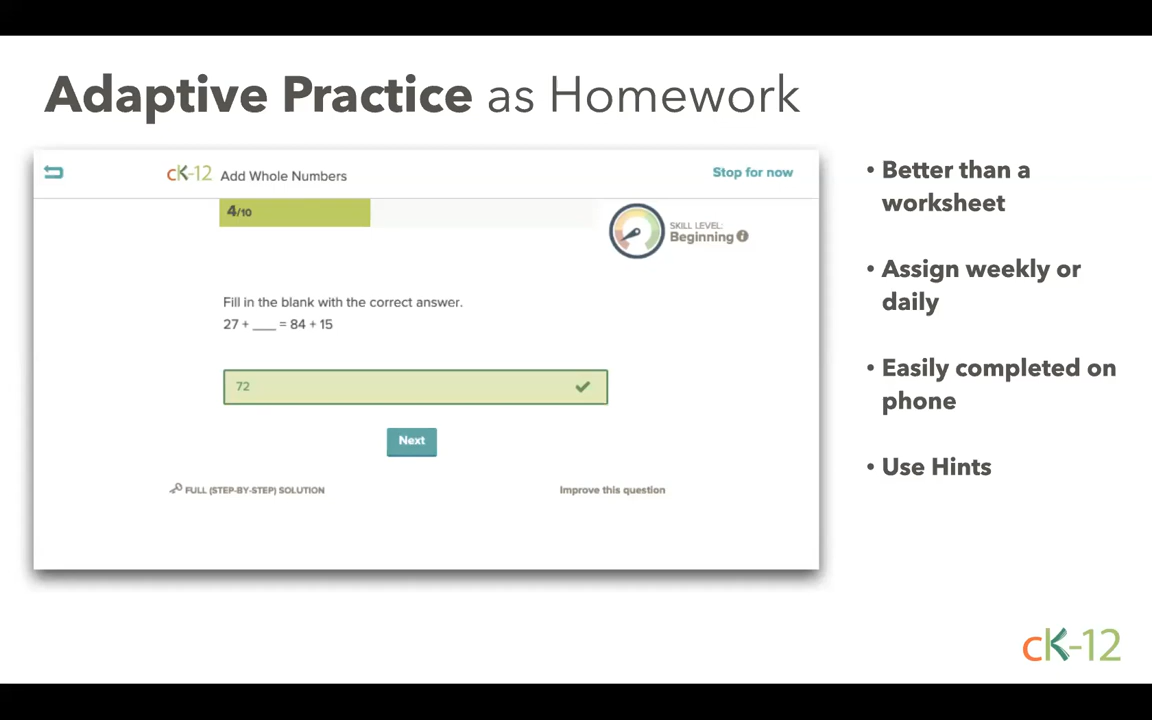 Adaptive Practice as Homework
cK-12 Add Whole Numbers
Stop for now
4/10
SKILL LEVEL:
Beginning i
Fill in the blank with the correct answer.
27 + ___ = 84 + 15
72
Next
FULL (STEP-BY-STEP) SOLUTION
Improve this question
• Better than a
worksheet
• Assign weekly or
daily
• Easily completed on
phone
• Use Hints
cK-12